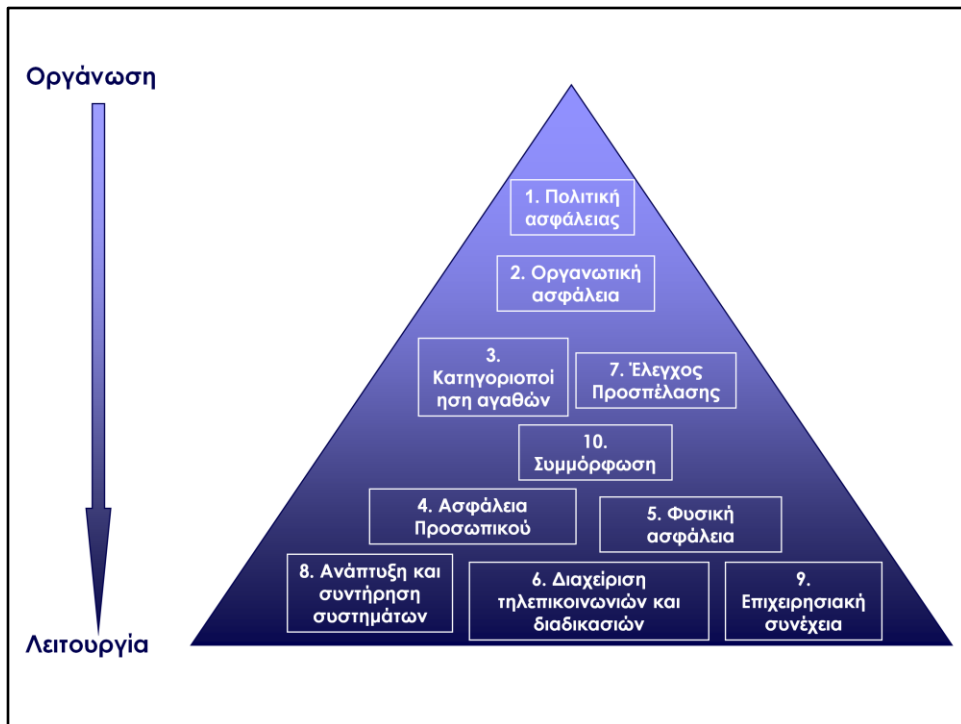 Οργάνωση
1. Πολιτική
ασφάλειας
2. Οργανωτική
ασφάλεια
3.
Κατηγοριοποί
ηση αγαθών
7. Έλεγχος
Προσπέλασης
10.
Συμμόρφωση
4. Ασφάλεια
Προσωπικού
5. Φυσική
ασφάλεια
8. Ανάπτυξη και
συντήρηση
συστημάτων
6. Διαχείριση
τηλεπικοινωνιών και
διαδικασιών
9.
Επιχειρησιακή
συνέχεια
Λειτουργία